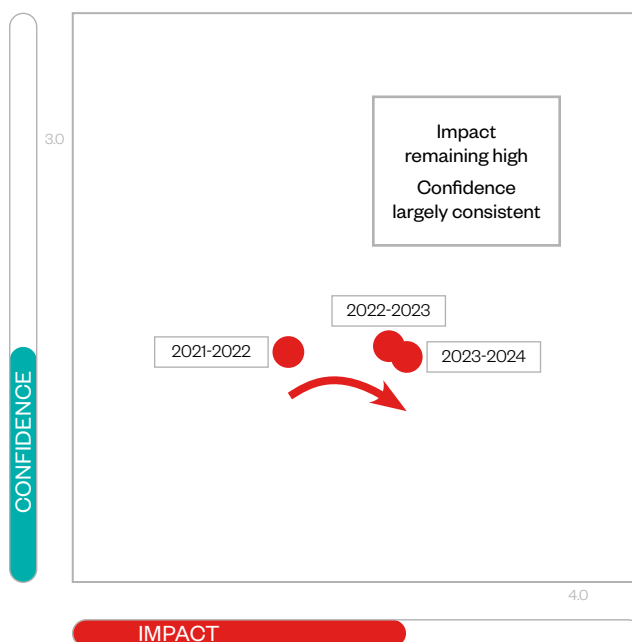 3.0
Impact
remaining high
Confidence
largely consistent
2022-2023
2021-2022
2023-2024
CONFIDENCE
4.0
IMPACT